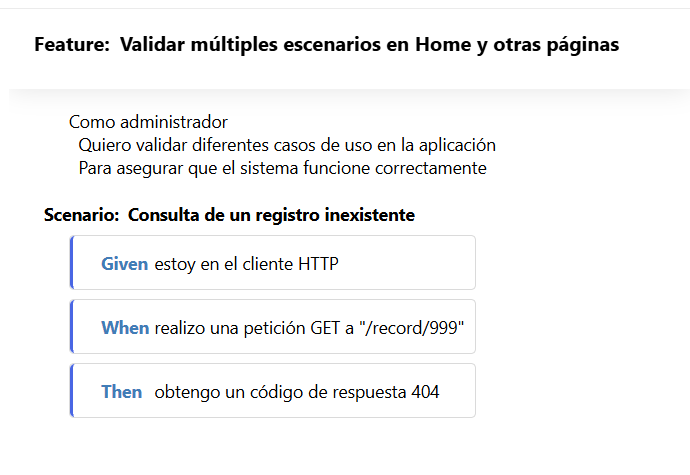 Feature: Validar múltiples escenarios en Home y otras páginas
Como administrador
Quiero validar diferentes casos de uso en la aplicación
Para asegurar que el sistema funcione correctamente
Scenario: Consulta de un registro inexistente
Given estoy en el cliente HTTP
When realizo una petición GET a "/record/999"
Then obtengo un código de respuesta 404